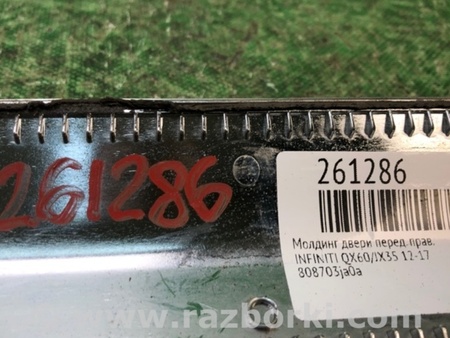 261286
261286
Молдинг двери перед.прав.
INFINITI QX60/JX35 12-17
808703ja0a
www.razborki.com